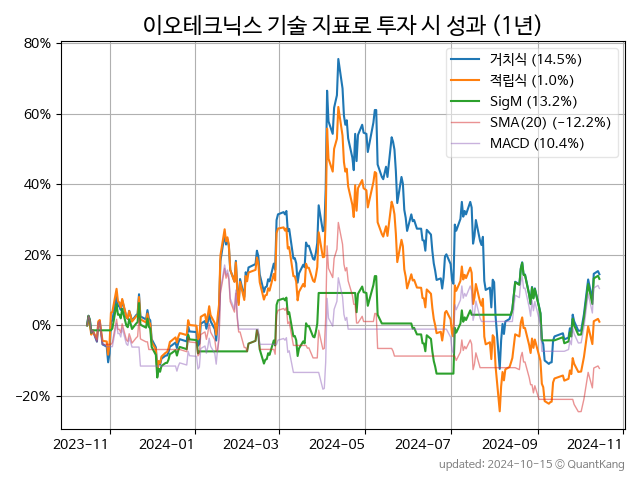 이오테크닉스 기술 지표로 투자 시 성과 (1년)
80%
60%
40%
20%
0%
−20%
거치식 (14.5%)
적립식 (1.0%)
SigM (13.2%)
SMA(20) (−12.2%)
MACD (10.4%)
2023-11
2024-01
2024-03
2024-05
2024-07
2024-09
2024-11
updated: 2024-10-15 © QuantKang